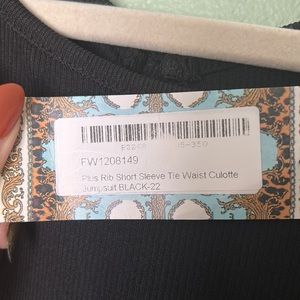 FW1208149
Plus Rib Short Sleeve Tie Waist Culotte
Jumpsuit BLACK-22